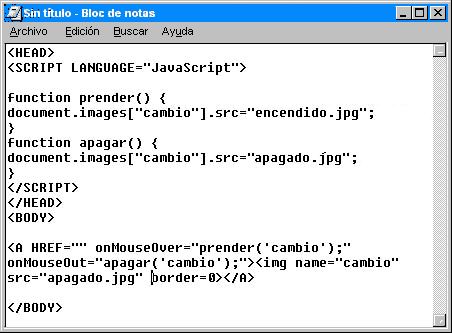 Sin título - Bloc de notas
Archivo Edición Buscar Ayuda
<HEAD>
<SCRIPT LANGUAGE="JavaScript">
function prender() {
document.images["cambio"].src="encendido.jpg";
}
function apagar() {
document.images["cambio"].src="apagado.jpg";
}
</SCRIPT>
</HEAD>
<BODY>
<A HREF="" onMouseOver="prender('cambio');"
onMouseOut="apagar('cambio');"><img name="cambio"
src="apagado.jpg" border=0></A>
</BODY>